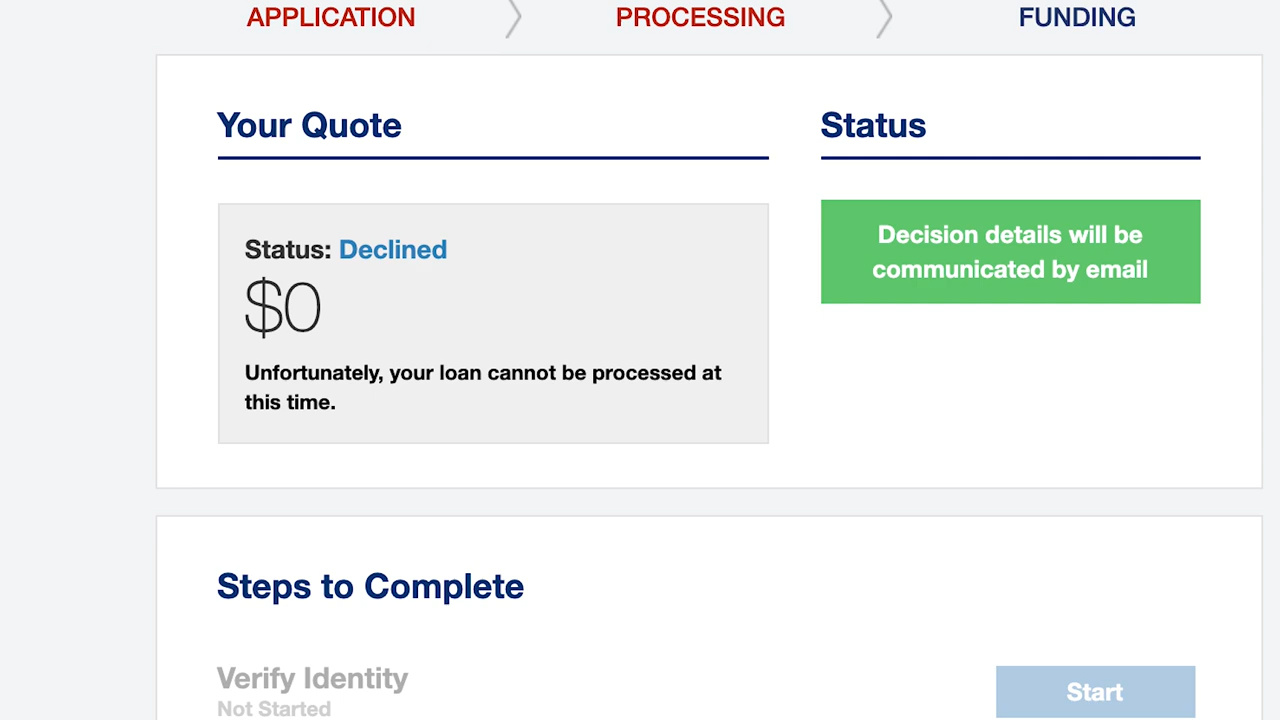 APPLICATION
PROCESSING
FUNDING
Your Quote
Status: Declined
$0
Unfortunately, your loan cannot be processed at
this time.
Status
Decision details will be
communicated by email
Steps to Complete
Verify Identity
Not Started
Start